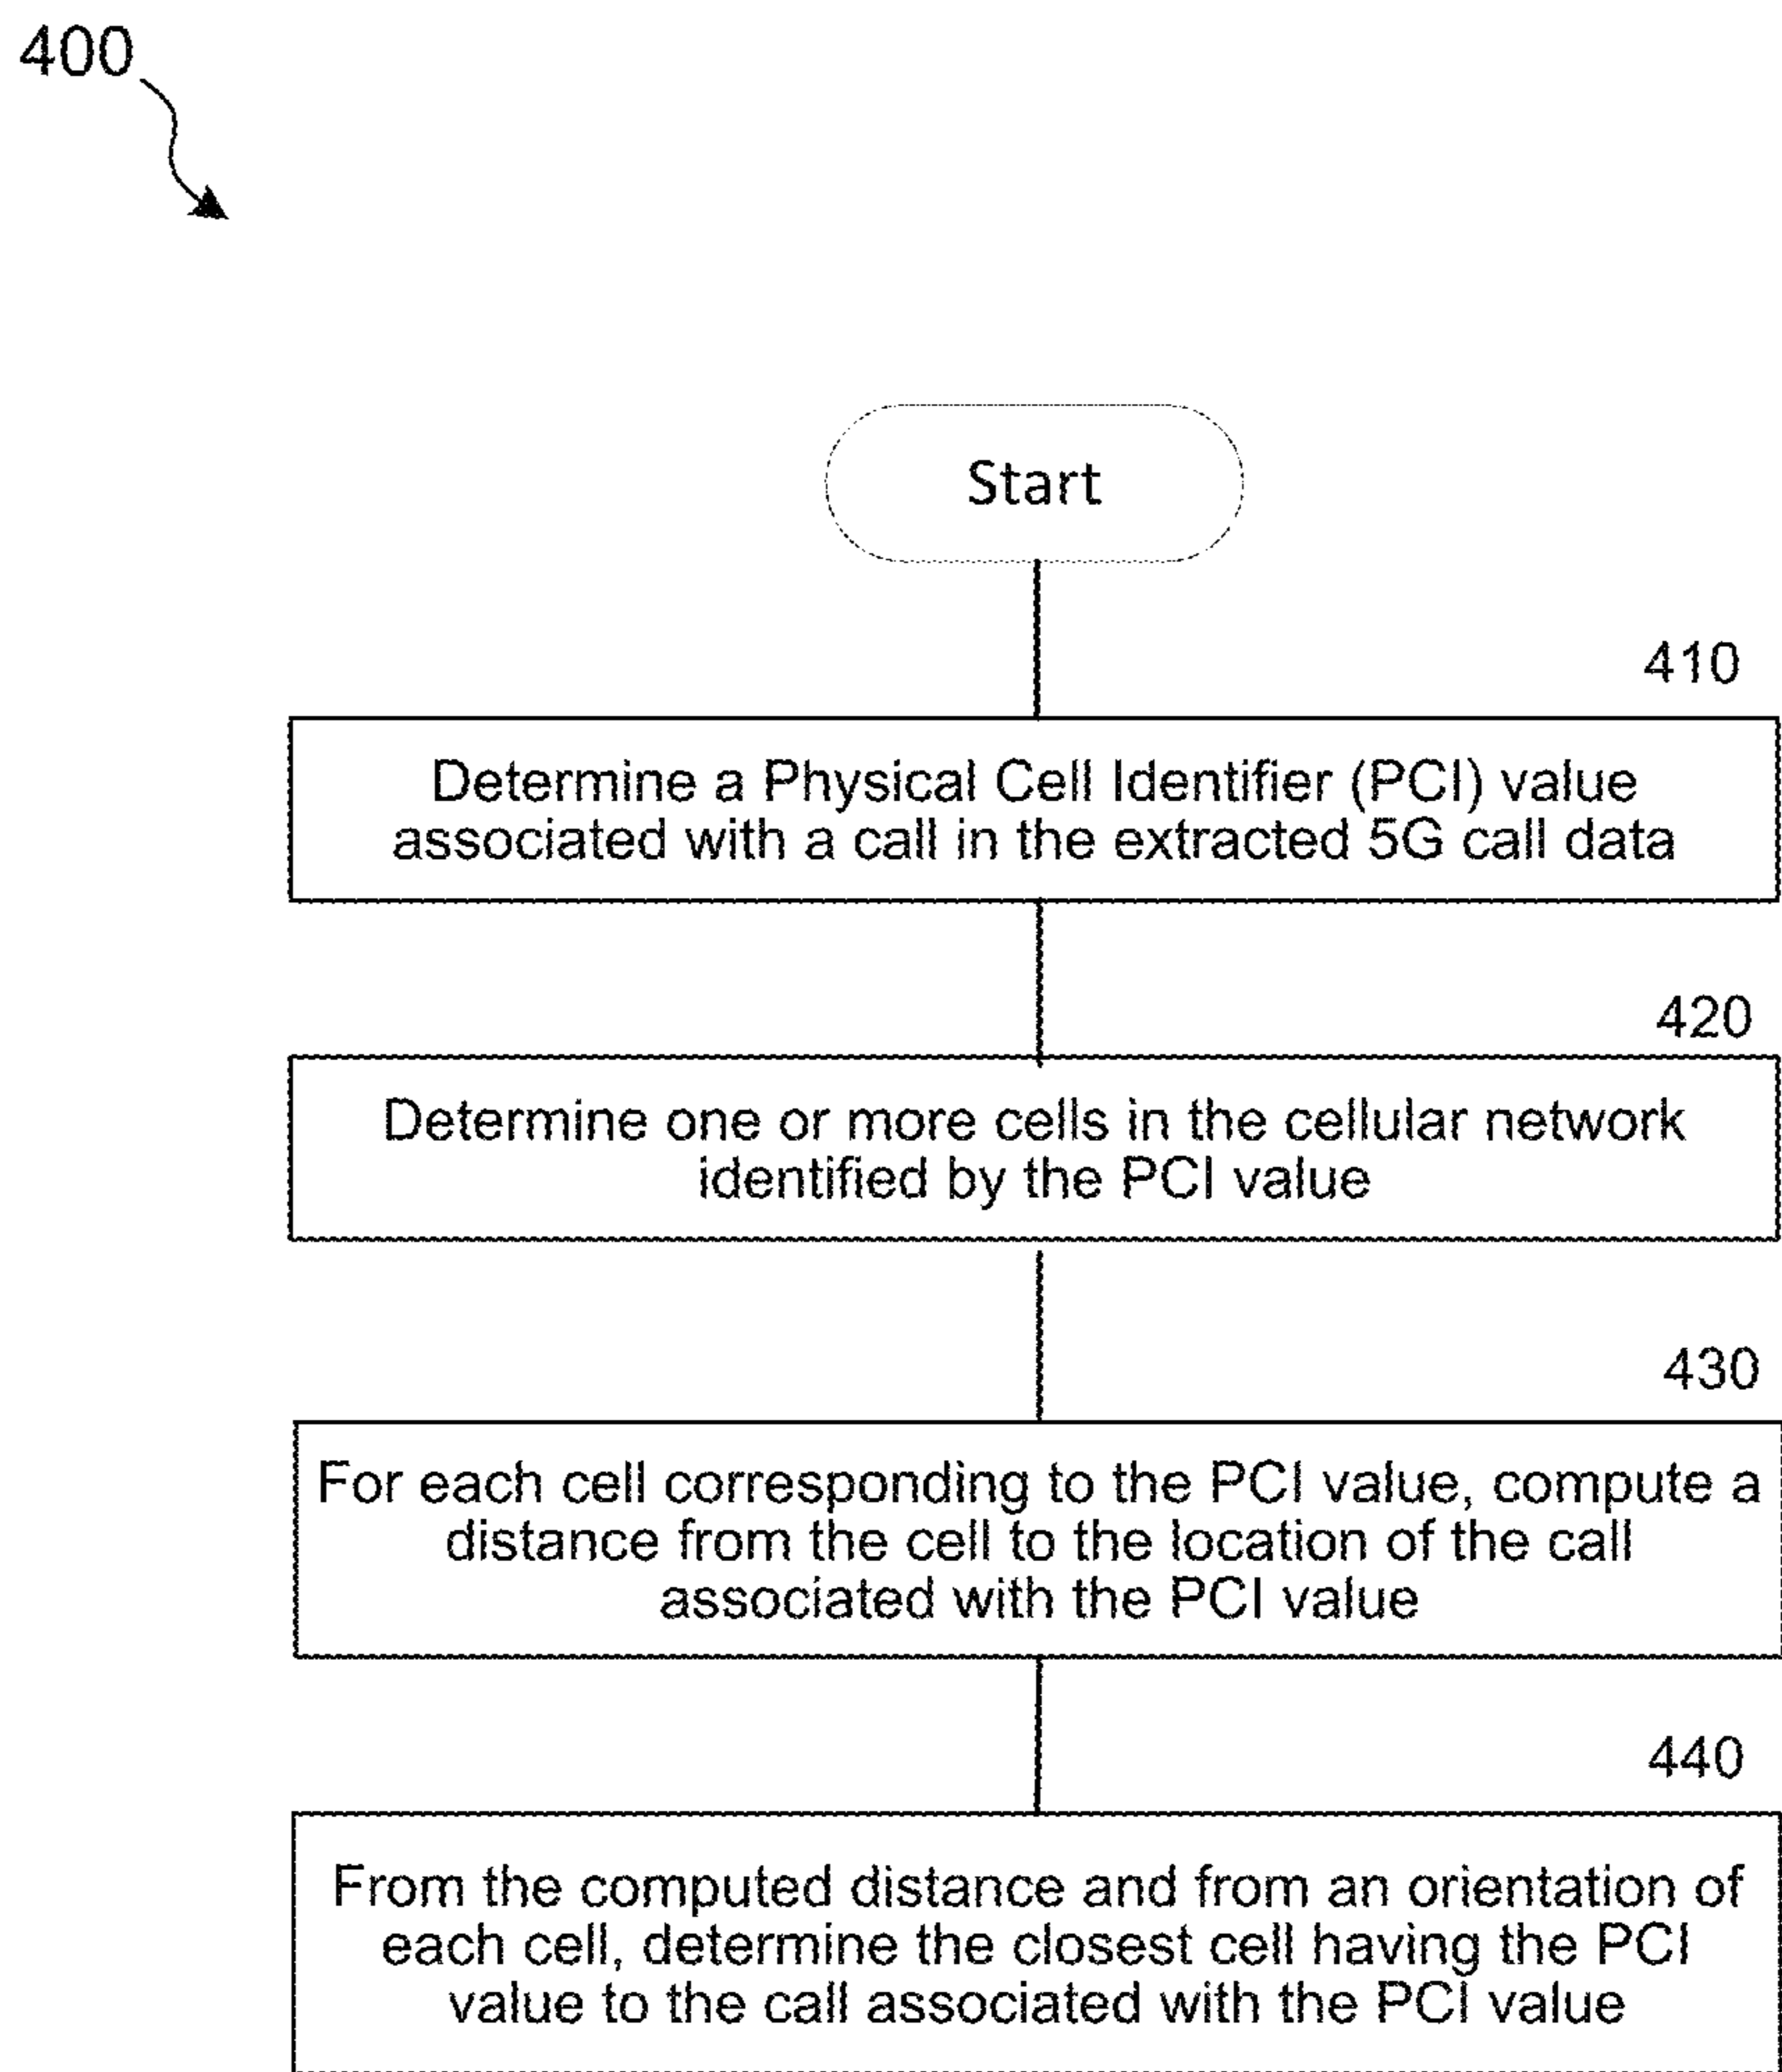 400
Start
410
Determine a Physical Cell Identifier (PCI) value
associated with a call in the extracted 5G call data
420
Determine one or more cells in the cellular network
identified by the PCI value
430
For each cell corresponding to the PCI value, compute a
distance from the cell to the location of the call
associated with the PCI value
440
From the computed distance and from an orientation of
each cell, determine the closest cell having the PCI
value to the call associated with the PCI value